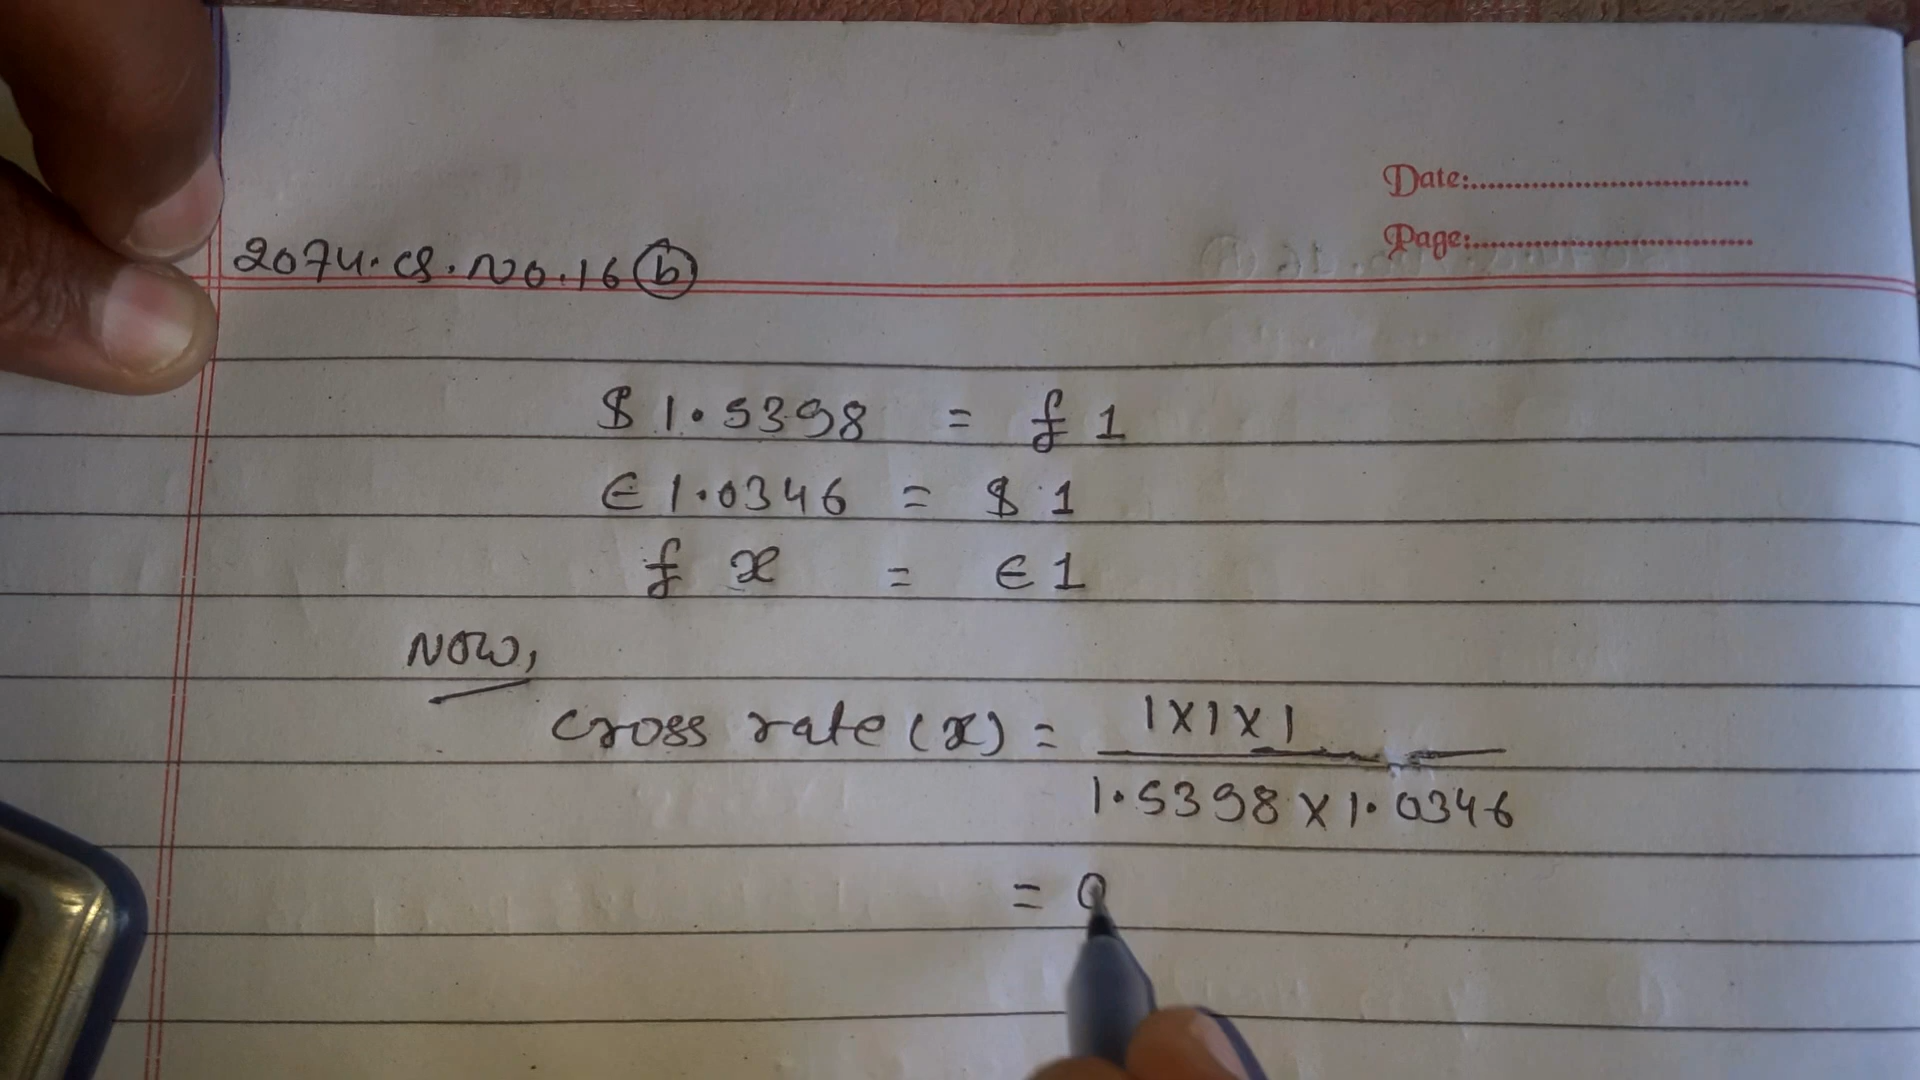 Date:
Page:
2074. Q. NO. 16 (b)
$ 1.5398 = £ 1
€ 1.0346 = $ 1
£ x = € 1
Now,
Cross rate (x) = 1 x 1 x 1
1.5398 x 1.0346
= 0